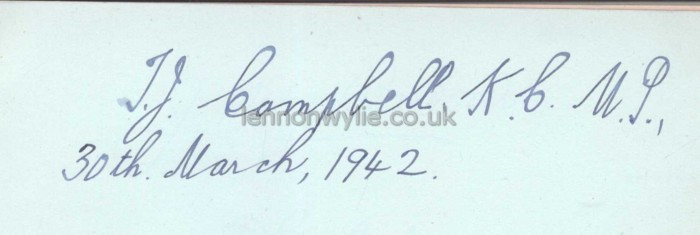 T.J. Campbell, K.C. M.P.,
lennonwylie.co.uk
30th. March, 1942.